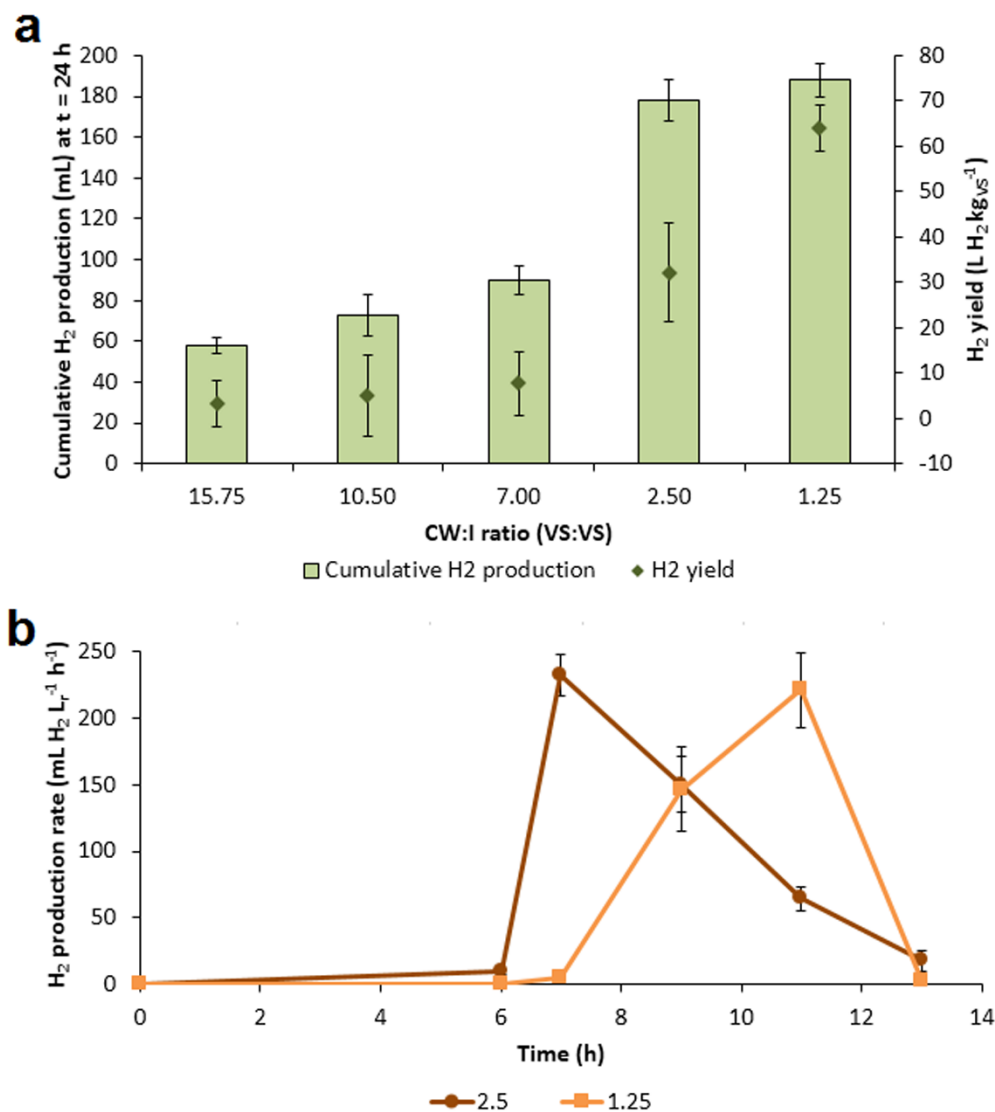 a
Cumulative H₂ production (mL) at t = 24 h
200
180
160
140
120
100
80
60
40
20
0
80
70
60
50
40
30
20
10
0
-10
H₂ yield (L H₂ kgᵥₛ⁻¹)
15.75 10.50 7.00 2.50 1.25
CW:I ratio (VS:VS)
Cumulative H2 production H2 yield
b
H₂ production rate (mL H₂ Lᵣ⁻¹ h⁻¹)
250
200
150
100
50
0
0 2 4 6 8 10 12 14
Time (h)
2.5 1.25